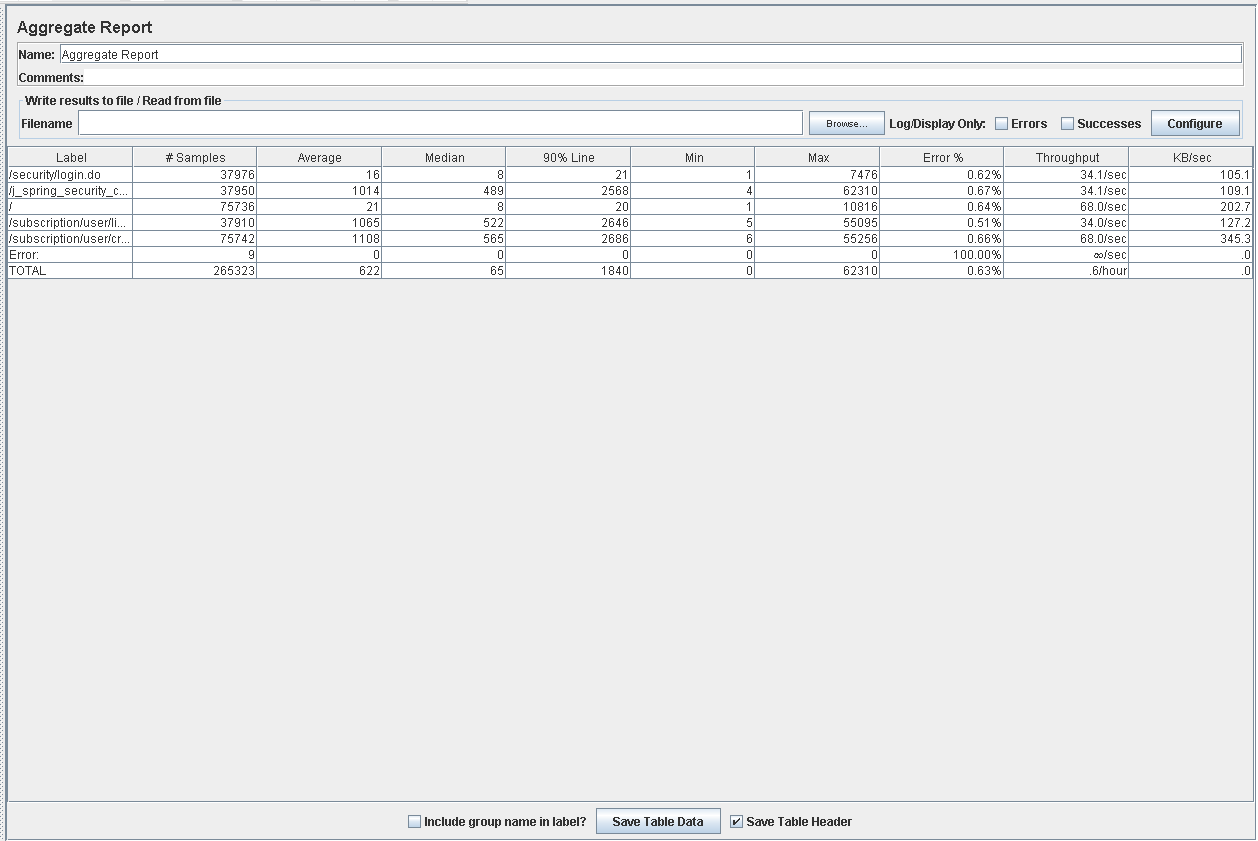 Aggregate Report
Name: Aggregate Report
Comments:
Write results to file / Read from file
Filename Browse... Log/Display Only: Errors Successes Configure
Label # Samples Average Median 90% Line Min Max Error % Throughput KB/sec
/security/login.do 37976 16 8 21 1 7476 0.62% 34.1/sec 105.1
/j_spring_security_c... 37950 1014 489 2568 4 62310 0.67% 34.1/sec 109.1
/ 75736 21 8 20 1 10816 0.64% 68.0/sec 202.7
/subscription/user/li... 37910 1065 522 2646 5 55095 0.51% 34.0/sec 127.2
/subscription/user/cr... 75742 1108 565 2686 6 55256 0.66% 68.0/sec 345.3
Error: 9 0 0 0 0 0 100.00% ∞/sec .0
TOTAL 265323 622 65 1840 0 62310 0.63% .6/hour .0
Include group name in label? Save Table Data Save Table Header